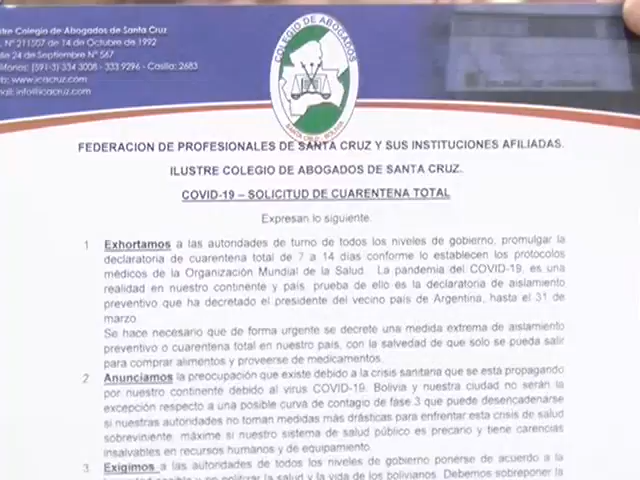 stre Colegio de Abogados de Santa Cruz
. Nº 211507 de 14 de Octubre de 1992
lle 24 de Septiembre Nº 567
éfonos: (591-3) 334 3008 - 333 9296 - Casilla: 2683
b: www.icacruz.com
ail: info@icacruz.com
COLEGIO DE ABOGADOS
SANTA CRUZ - BOLIVIA
FEDERACION DE PROFESIONALES DE SANTA CRUZ Y SUS INSTITUCIONES AFILIADAS.
ILUSTRE COLEGIO DE ABOGADOS DE SANTA CRUZ.
COVID-19 – SOLICITUD DE CUARENTENA TOTAL
Expresan lo siguiente.
1 Exhortamos a las autoridades de turno de todos los niveles de gobierno, promulgar la
declaratoria de cuarentena total de 7 a 14 días conforme lo establecen los protocolos
médicos de la Organización Mundial de la Salud. La pandemia del COVID-19, es una
realidad en nuestro continente y país, prueba de ello es la declaratoria de aislamiento
preventivo que ha decretado el presidente del vecino país de Argentina, hasta el 31 de
marzo.
Se hace necesario que de forma urgente se decrete una medida extrema de aislamiento
preventivo o cuarentena total en nuestro país, con la salvedad de que solo se pueda salir
para comprar alimentos y proveerse de medicamentos.
2 Anunciamos la preocupación que existe debido a la crisis sanitaria que se está propagando
por nuestro continente debido al virus COVID-19. Bolivia y nuestra ciudad no serán la
excepción respecto a una posible curva de contagio de fase 3 que puede desencadenarse
si nuestras autoridades no toman medidas más drásticas para enfrentar esta crisis de salud
sobreviniente, máxime si nuestro sistema de salud público es precario y tiene carencias
insalvables en recursos humanos y de equipamiento.
3 Exigimos a las autoridades de todos los niveles de gobierno ponerse de acuerdo a la
la salud y la vida de los bolivianos. Debemos sobreponer la